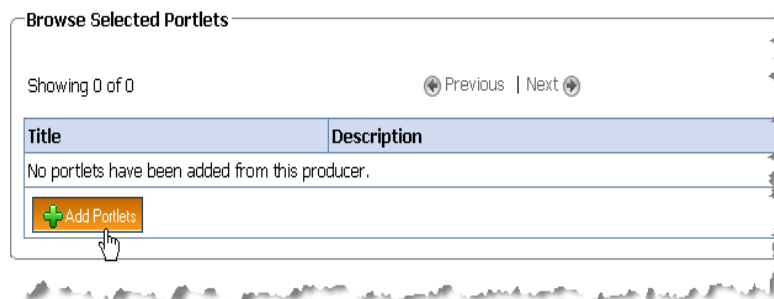 Browse Selected Portlets
Showing 0 of 0 Previous | Next
Title Description
No portlets have been added from this producer.
Add Portlets